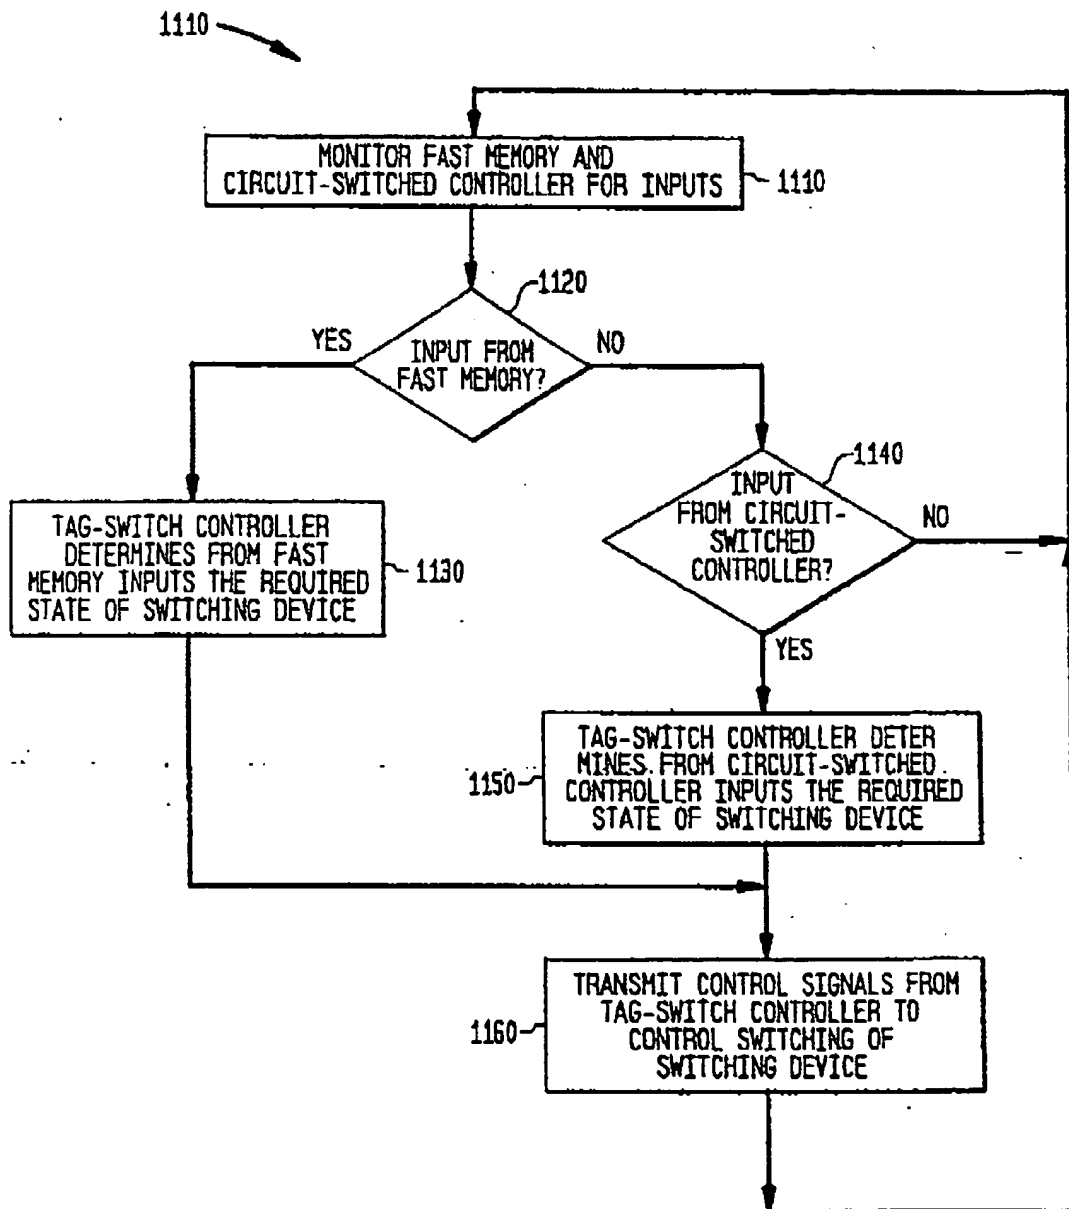 1110
MONITOR FAST MEMORY AND
CIRCUIT-SWITCHED CONTROLLER FOR INPUTS
1110
1120
YES
INPUT FROM
FAST MEMORY?
NO
1140
INPUT
FROM CIRCUIT-
SWITCHED
CONTROLLER?
NO
TAG-SWITCH CONTROLLER
DETERMINES FROM FAST
MEMORY INPUTS THE REQUIRED
STATE OF SWITCHING DEVICE
1130
YES
TAG-SWITCH CONTROLLER DETER
MINES FROM CIRCUIT-SWITCHED
CONTROLLER INPUTS THE REQUIRED
STATE OF SWITCHING DEVICE
1150
TRANSMIT CONTROL SIGNALS FROM
TAG-SWITCH CONTROLLER TO
CONTROL SWITCHING OF
SWITCHING DEVICE
1160